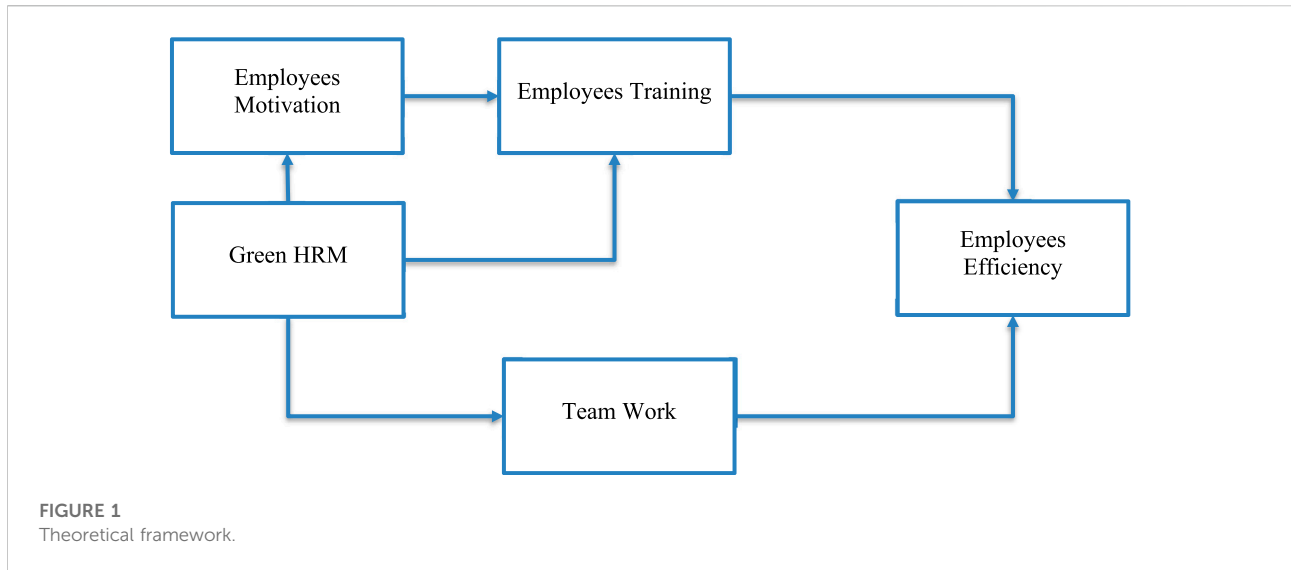 Employees
Motivation
Employees Training
Green HRM
Employees
Efficiency
Team Work
FIGURE 1
Theoretical framework.